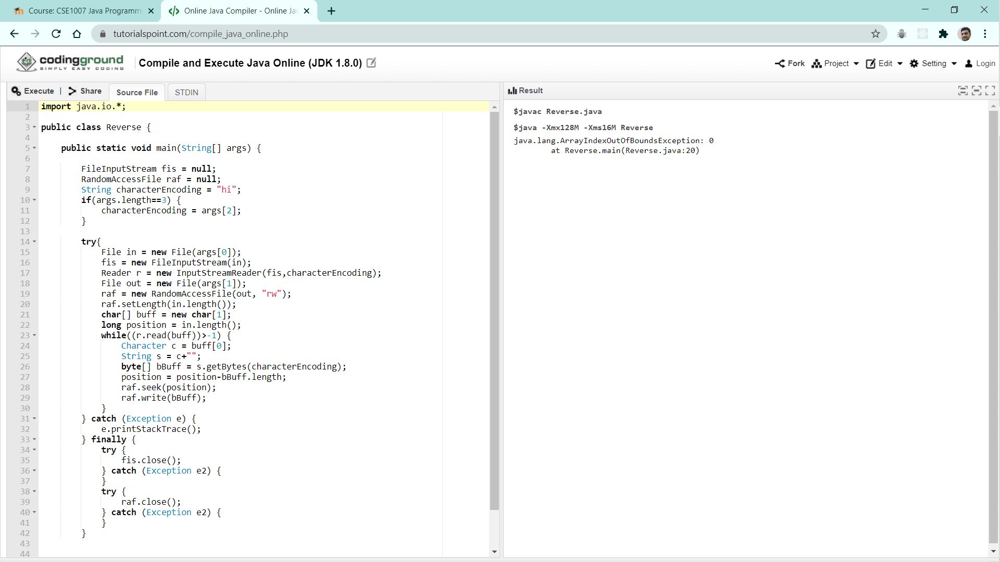 Course: CSE1007 Java Programm
Online Java Compiler - Online Ja
tutorialspoint.com/compile_java_online.php
codingground
SIMPLY EASY CODING
Compile and Execute Java Online (JDK 1.8.0)
Fork
Project
Edit
Setting
Login
Execute | Share
Source File
STDIN
Result
1 import java.io.*;
2
3 public class Reverse {
4
5     public static void main(String[] args) {
6
7         FileInputStream fis = null;
8         RandomAccessFile raf = null;
9         String characterEncoding = "hi";
10         if(args.length==3) {
11             characterEncoding = args[2];
12         }
13
14         try{
15             File in = new File(args[0]);
16             fis = new FileInputStream(in);
17             Reader r = new InputStreamReader(fis,characterEncoding);
18             File out = new File(args[1]);
19             raf = new RandomAccessFile(out, "rw");
20             raf.setLength(in.length());
21             char[] buff = new char[1];
22             long position = in.length();
23             while((r.read(buff))>-1) {
24                 Character c = buff[0];
25                 String s = c+"";
26                 byte[] bBuff = s.getBytes(characterEncoding);
27                 position = position-bBuff.length;
28                 raf.seek(position);
29                 raf.write(bBuff);
30             }
31         } catch (Exception e) {
32             e.printStackTrace();
33         } finally {
34             try {
35                 fis.close();
36             } catch (Exception e2) {
37             }
38             try {
39                 raf.close();
40             } catch (Exception e2) {
41             }
42         }
43
44
$javac Reverse.java
$java -Xmx128M -Xms16M Reverse
java.lang.ArrayIndexOutOfBoundsException: 0
        at Reverse.main(Reverse.java:20)